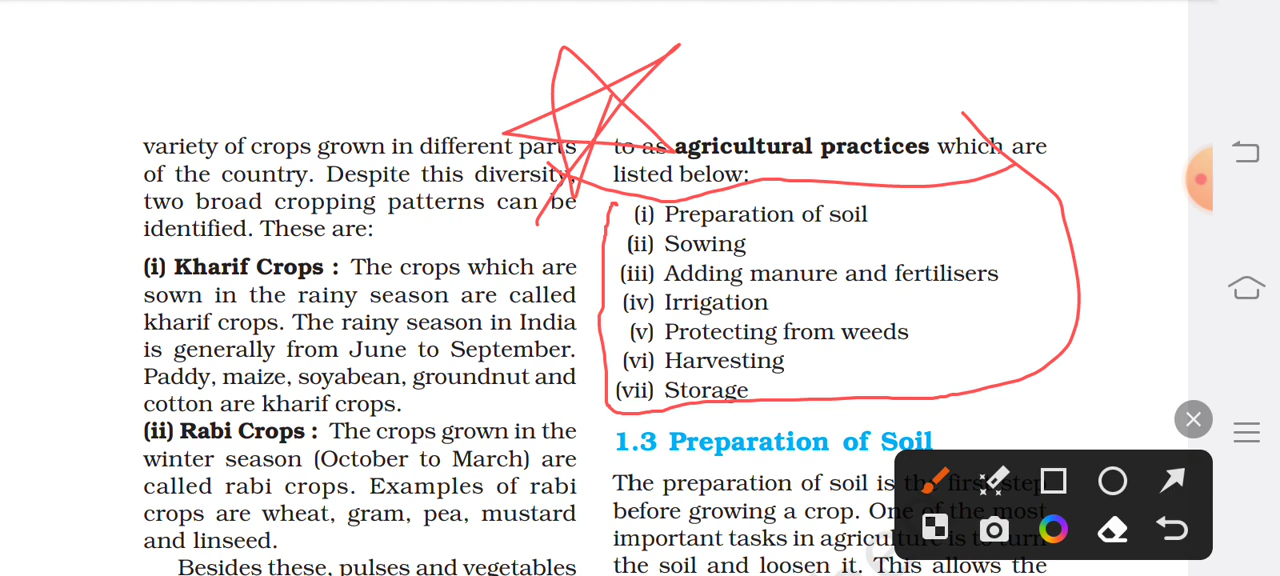 variety of crops grown in different parts
of the country. Despite this diversity,
two broad cropping patterns can be
identified. These are:
(i) Kharif Crops : The crops which are
sown in the rainy season are called
kharif crops. The rainy season in India
is generally from June to September.
Paddy, maize, soyabean, groundnut and
cotton are kharif crops.
(ii) Rabi Crops : The crops grown in the
winter season (October to March) are
called rabi crops. Examples of rabi
crops are wheat, gram, pea, mustard
and linseed.
Besides these, pulses and vegetables
to as agricultural practices which are
listed below:
(i) Preparation of soil
(ii) Sowing
(iii) Adding manure and fertilisers
(iv) Irrigation
(v) Protecting from weeds
(vi) Harvesting
(vii) Storage
1.3 Preparation of Soil
The preparation of soil is the first step
before growing a crop. One of the most
important tasks in agriculture is to turn
the soil and loosen it. This allows the